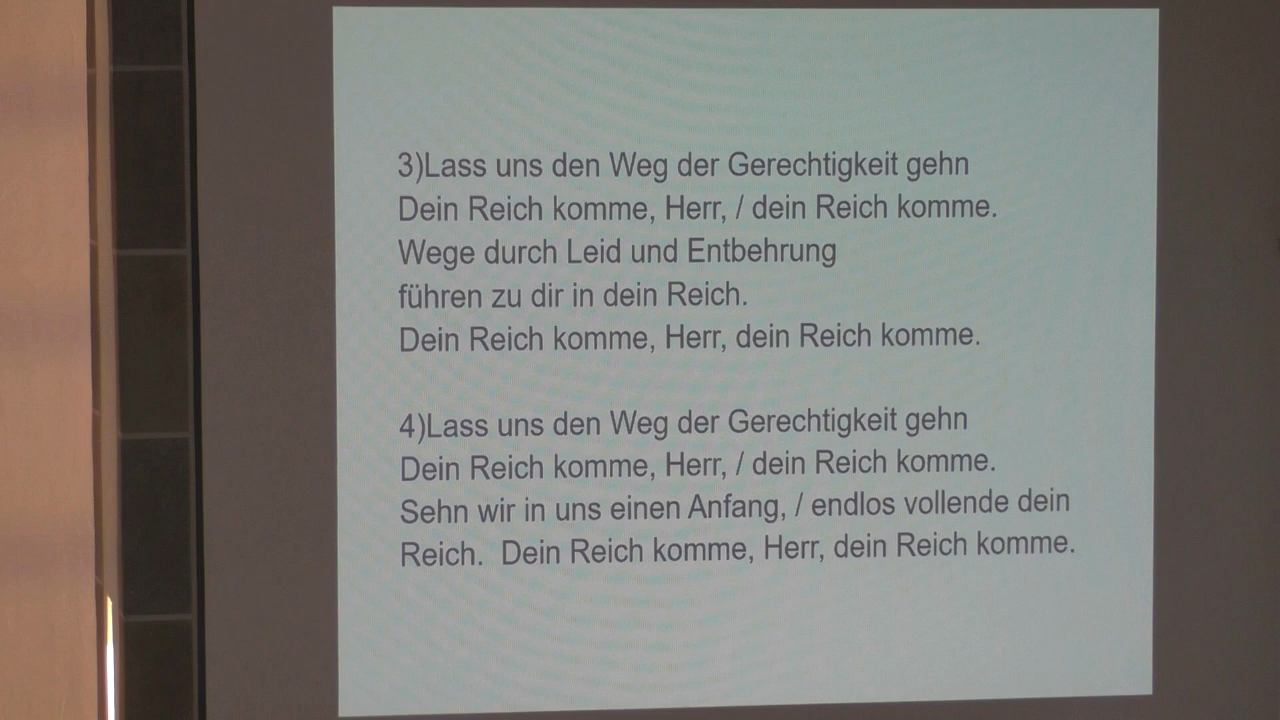 3)Lass uns den Weg der Gerechtigkeit gehn
Dein Reich komme, Herr, / dein Reich komme.
Wege durch Leid und Entbehrung
führen zu dir in dein Reich.
Dein Reich komme, Herr, dein Reich komme.
4)Lass uns den Weg der Gerechtigkeit gehn
Dein Reich komme, Herr, / dein Reich komme.
Sehn wir in uns einen Anfang, / endlos vollende dein
Reich.  Dein Reich komme, Herr, dein Reich komme.